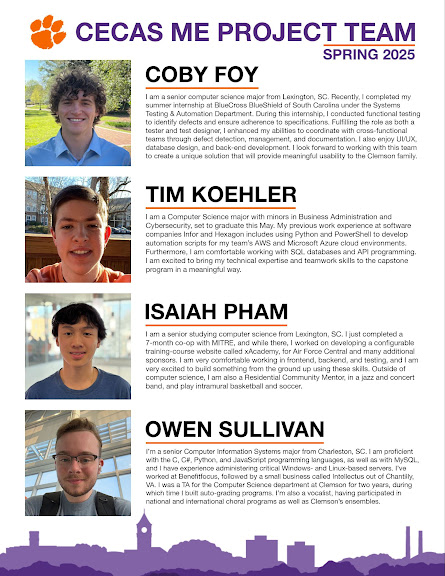 CECAS ME PROJECT TEAM
SPRING 2025
COBY FOY
I am a senior computer science major from Lexington, SC. Recently, I completed my
summer internship at BlueCross BlueShield of South Carolina under the Systems
Testing & Automation Department. During this internship, I conducted functional testing
to identify defects and ensure adherence to specifications. Fulfilling the role as both a
tester and test designer, I enhanced my abilities to coordinate with cross-functional
teams through defect detection, management, and documentation. I also enjoy UI/UX,
database design, and back-end development. I look forward to working with this team
to create a unique solution that will provide meaningful usability to the Clemson family.
TIM KOEHLER
I am a Computer Science major with minors in Business Administration and
Cybersecurity, set to graduate this May. My previous work experience at software
companies Infor and Hexagon includes using Python and PowerShell to develop
automation scripts for my team's AWS and Microsoft Azure cloud environments.
Furthermore, I am comfortable working with SQL databases and API programming.
I am excited to bring my technical expertise and teamwork skills to the capstone
program in a meaningful way.
ISAIAH PHAM
I am a senior studying computer science from Lexington, SC. I just completed a
7-month co-op with MITRE, and while there, I worked on developing a configurable
training-course website called xAcademy, for Air Force Central and many additional
sponsors. I am very comfortable working in frontend, backend, and testing, and I am
very excited to build something from the ground up using these skills. Outside of
computer science, I am also a Residential Community Mentor, in a jazz and concert
band, and play intramural basketball and soccer.
OWEN SULLIVAN
I'm a senior Computer Information Systems major from Charleston, SC. I am proficient
with the C, C#, Python, and JavaScript programming languages, as well as with MySQL,
and I have experience administering critical Windows- and Linux-based servers. I've
worked at Benefitfocus, followed by a small business called Intellectus out of Chantilly,
VA. I was a TA for the Computer Science department at Clemson for two years, during
which time I built auto-grading programs. I'm also a vocalist, having participated in
national and international choral programs as well as Clemson's ensembles.